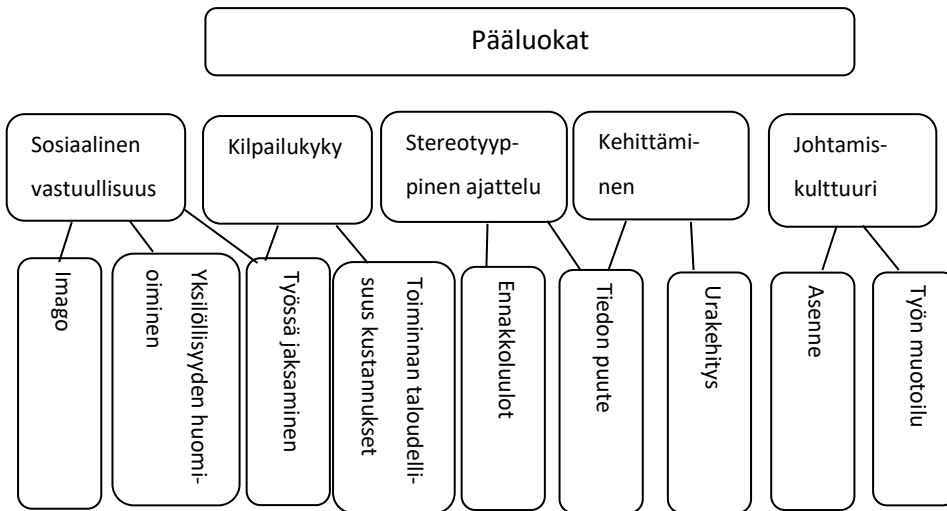 Pääluokat
Sosiaalinen
vastuullisuus
Kilpailukyky
Stereotyyp-
pinen ajattelu
Kehittämi-
nen
Johtamis-
kulttuuri
Imago
Yksilöllisyyden huomi-
oiminen
Työssä jaksaminen
Toiminnan taloudelli-
suus kustannukset
Ennakkoluulot
Tiedon puute
Urakehitys
Asenne
Työn muotoilu